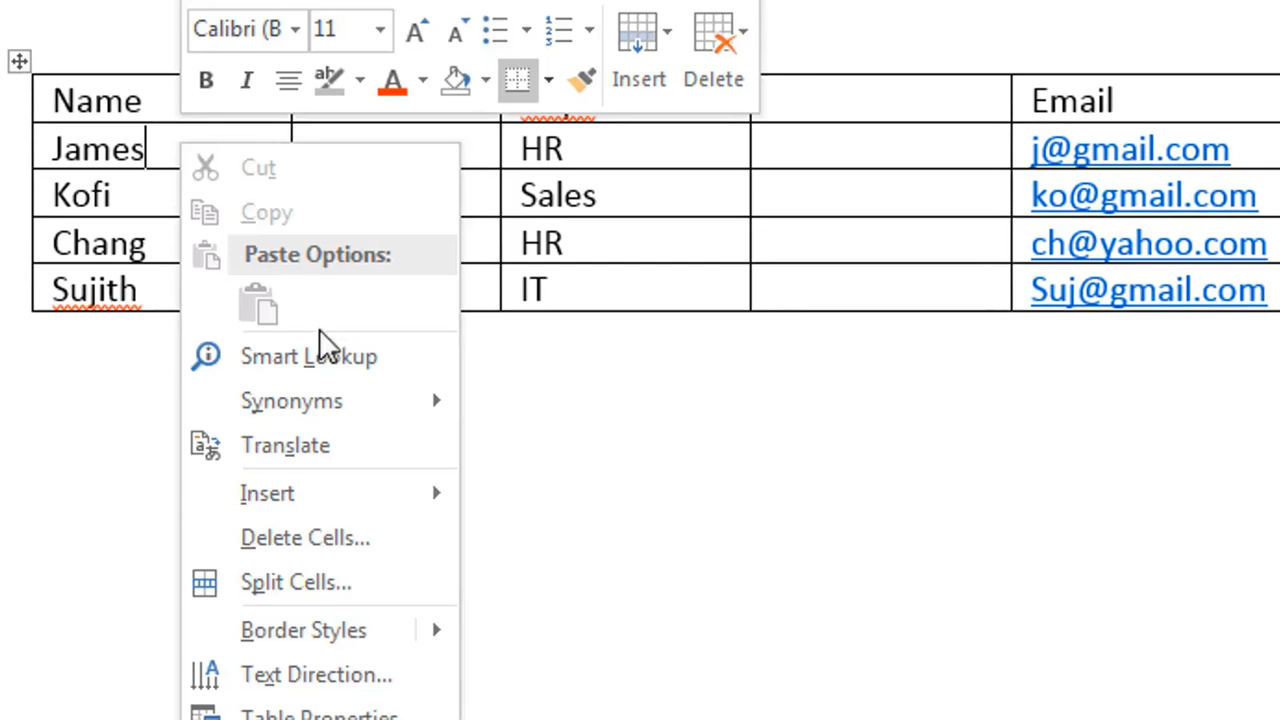 Calibri (B 11
B I A Insert Delete
Name Email
James HR j@gmail.com
Kofi Sales ko@gmail.com
Chang HR ch@yahoo.com
Sujith IT Suj@gmail.com
Cut
Copy
Paste Options:
Smart Lookup
Synonyms
Translate
Insert
Delete Cells...
Split Cells...
Border Styles
Text Direction...
Table Properties